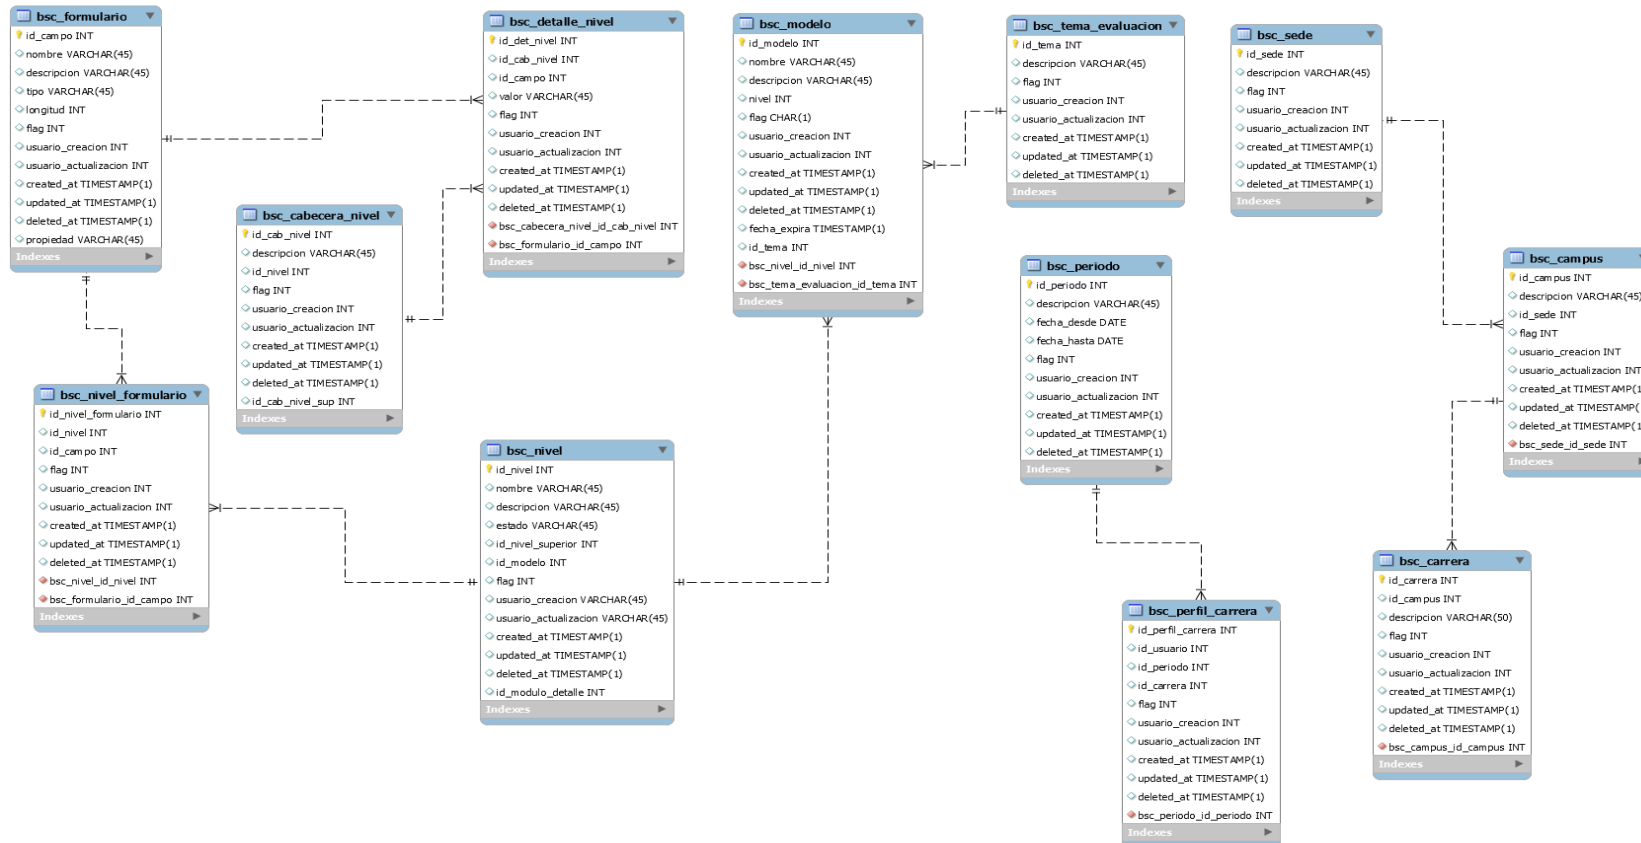 bsc_formulario
id_campo INT
nombre VARCHAR(45)
descripcion VARCHAR(45)
tipo VARCHAR(45)
longitud INT
flag INT
usuario_creacion INT
usuario_actualizacion INT
created_at TIMESTAMP(1)
updated_at TIMESTAMP(1)
deleted_at TIMESTAMP(1)
propiedad VARCHAR(45)
Indexes
bsc_detalle_nivel
id_det_nivel INT
id_cab_nivel INT
id_campo INT
valor VARCHAR(45)
flag INT
usuario_creacion INT
usuario_actualizacion INT
created_at TIMESTAMP(1)
updated_at TIMESTAMP(1)
deleted_at TIMESTAMP(1)
bsc_cabecera_nivel_id_cab_nivel INT
bsc_formulario_id_campo INT
Indexes
bsc_modelo
id_modelo INT
nombre VARCHAR(45)
descripcion VARCHAR(45)
nivel INT
flag CHAR(1)
usuario_creacion INT
usuario_actualizacion INT
created_at TIMESTAMP(1)
updated_at TIMESTAMP(1)
deleted_at TIMESTAMP(1)
fecha_expira TIMESTAMP(1)
id_tema INT
bsc_nivel_id_nivel INT
bsc_tema_evaluacion_id_tema INT
Indexes
bsc_tema_evaluacion
id_tema INT
descripcion VARCHAR(45)
flag INT
usuario_creacion INT
usuario_actualizacion INT
created_at TIMESTAMP(1)
updated_at TIMESTAMP(1)
deleted_at TIMESTAMP(1)
Indexes
bsc_sede
id_sede INT
descripcion VARCHAR(45)
flag INT
usuario_creacion INT
usuario_actualizacion INT
created_at TIMESTAMP(1)
updated_at TIMESTAMP(1)
deleted_at TIMESTAMP(1)
Indexes
bsc_cabecera_nivel
id_cab_nivel INT
descripcion VARCHAR(45)
id_nivel INT
flag INT
usuario_creacion INT
usuario_actualizacion INT
created_at TIMESTAMP(1)
updated_at TIMESTAMP(1)
deleted_at TIMESTAMP(1)
id_cab_nivel_sup INT
Indexes
bsc_periodo
id_periodo INT
descripcion VARCHAR(45)
fecha_desde DATE
fecha_hasta DATE
flag INT
usuario_creacion INT
usuario_actualizacion INT
created_at TIMESTAMP(1)
updated_at TIMESTAMP(1)
deleted_at TIMESTAMP(1)
Indexes
bsc_campus
id_campus INT
descripcion VARCHAR(45)
id_sede INT
flag INT
usuario_creacion INT
usuario_actualizacion INT
created_at TIMESTAMP(1
updated_at TIMESTAMP(
deleted_at TIMESTAMP(1
bsc_sede_id_sede INT
Indexes
bsc_nivel_formulario
id_nivel_formulario INT
id_nivel INT
id_campo INT
flag INT
usuario_creacion INT
usuario_actualizacion INT
created_at TIMESTAMP(1)
updated_at TIMESTAMP(1)
deleted_at TIMESTAMP(1)
bsc_nivel_id_nivel INT
bsc_formulario_id_campo INT
Indexes
bsc_nivel
id_nivel INT
nombre VARCHAR(45)
descripcion VARCHAR(45)
estado VARCHAR(45)
id_nivel_superior INT
id_modelo INT
flag INT
usuario_creacion VARCHAR(45)
usuario_actualizacion VARCHAR(45)
created_at TIMESTAMP(1)
updated_at TIMESTAMP(1)
deleted_at TIMESTAMP(1)
id_modulo_detalle INT
Indexes
bsc_carrera
id_carrera INT
id_campus INT
descripcion VARCHAR(50)
flag INT
usuario_creacion INT
usuario_actualizacion INT
created_at TIMESTAMP(1)
updated_at TIMESTAMP(1)
deleted_at TIMESTAMP(1)
bsc_campus_id_campus INT
Indexes
bsc_perfil_carrera
id_perfil_carrera INT
id_usuario INT
id_periodo INT
id_carrera INT
flag INT
usuario_creacion INT
usuario_actualizacion INT
created_at TIMESTAMP(1)
updated_at TIMESTAMP(1)
deleted_at TIMESTAMP(1)
bsc_periodo_id_periodo INT
Indexes